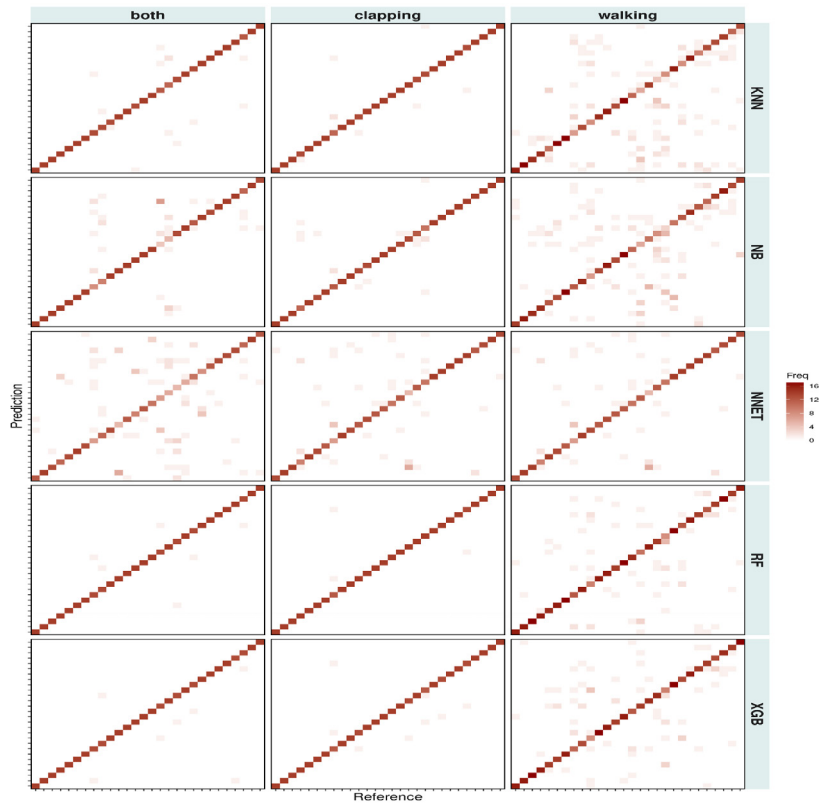 both clapping walking
KNN
NB
NNET
RF
XGB
Prediction
Reference
Freq
16
12
8
4
0